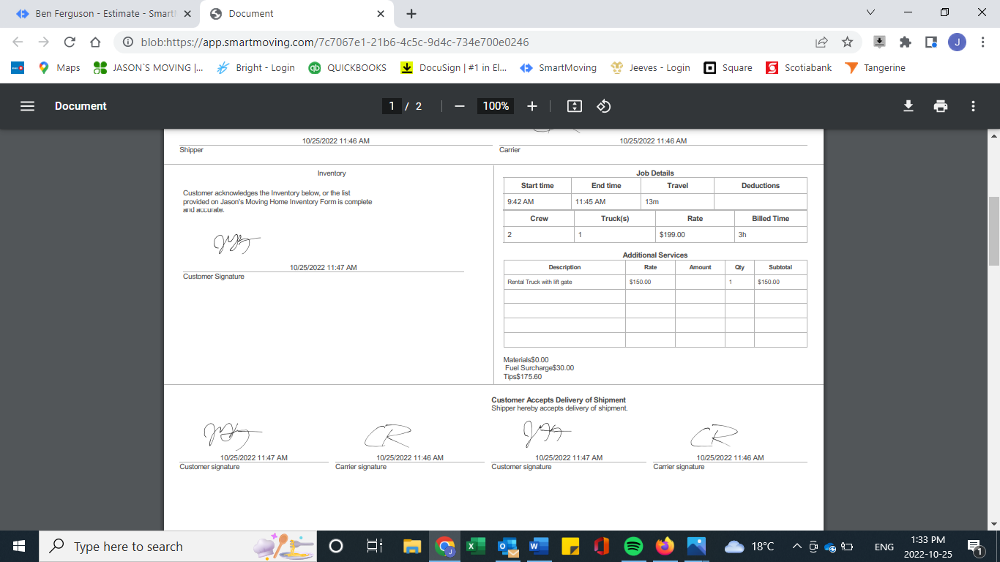 Ben Ferguson - Estimate - Smart
Document
blob:https://app.smartmoving.com/7c7067e1-21b6-4c5c-9d4c-734e700e0246
J
Maps
JASON`S MOVING |...
Bright - Login
QUICKBOOKS
DocuSign | #1 in El...
SmartMoving
Jeeves - Login
Square
Scotiabank
Tangerine
Document
1 / 2
100%
10/25/2022 11:46 AM
Shipper
10/25/2022 11:46 AM
Carrier
Inventory
Customer acknowledges the Inventory below, or the list
provided on Jason's Moving Home Inventory Form is complete
and accurate.
10/25/2022 11:47 AM
Customer Signature
Job Details
Start time End time Travel Deductions
9:42 AM 11:45 AM 13m
Crew Truck(s) Rate Billed Time
2 1 $199.00 3h
Additional Services
Description Rate Amount Qty Subtotal
Rental Truck with lift gate $150.00 1 $150.00
Materials$0.00
Fuel Surcharge$30.00
Tips$175.60
Customer Accepts Delivery of Shipment
Shipper hereby accepts delivery of shipment.
CR CR
10/25/2022 11:47 AM 10/25/2022 11:46 AM 10/25/2022 11:47 AM 10/25/2022 11:46 AM
Customer signature Carrier signature Customer signature Carrier signature
Type here to search
18°C
ENG
1:33 PM
2022-10-25
1